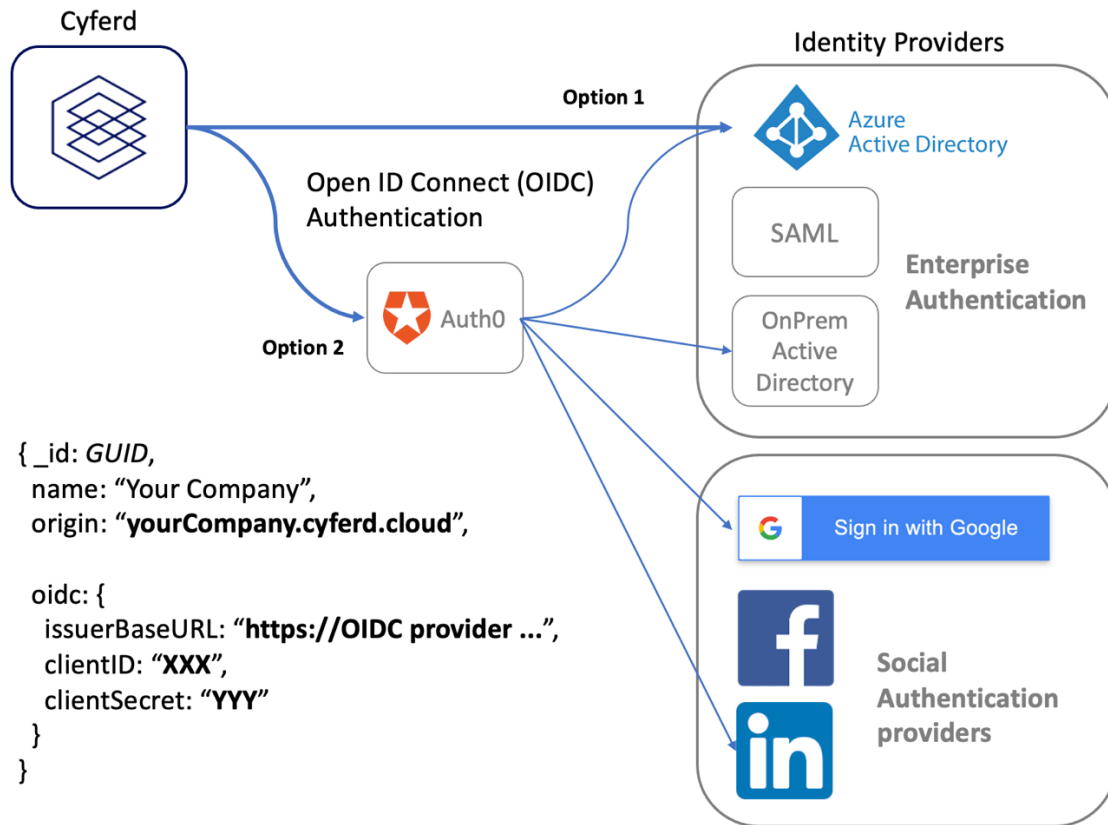 Cyferd
Identity Providers
Option 1
Azure
Active Directory
Open ID Connect (OIDC)
Authentication
SAML
Enterprise
Authentication
Auth0
Option 2
OnPrem
Active
Directory
{ _id: GUID,
name: “Your Company”,
origin: “yourCompany.cyferd.cloud”,
oidc: {
issuerBaseURL: “https://OIDC provider ...”,
clientID: “XXX”,
clientSecret: “YYY”
}
}
G
Sign in with Google
f
Social
Authentication
providers
in